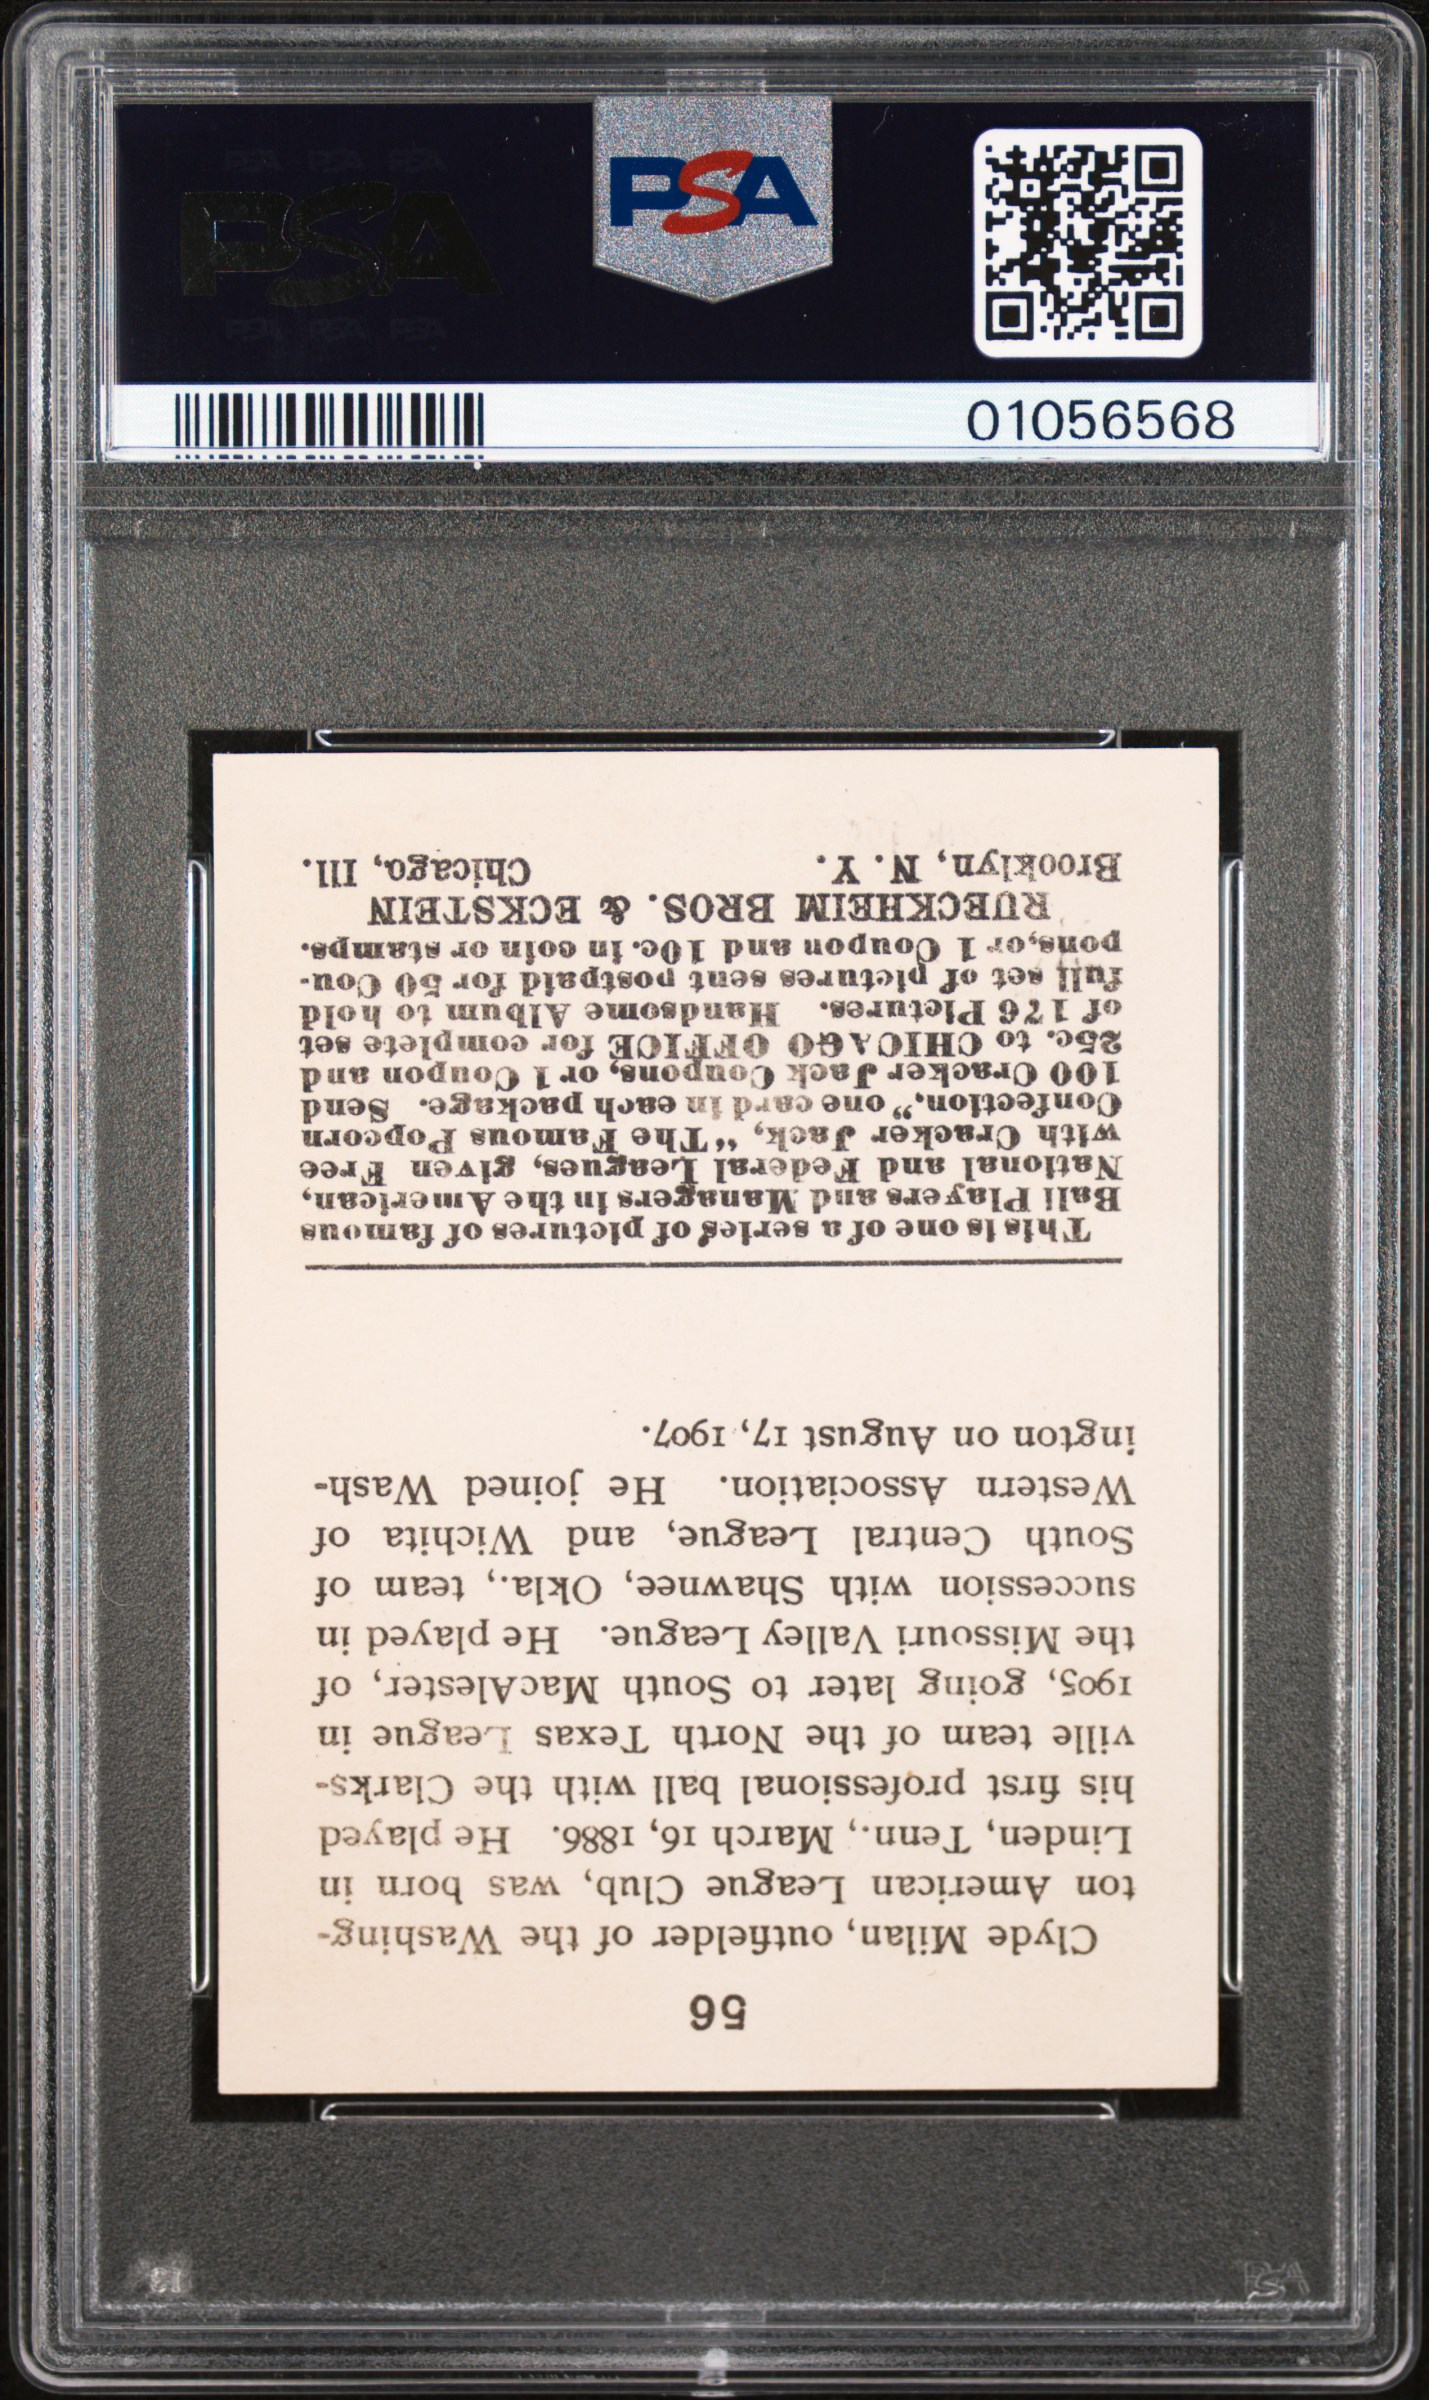 PSA
PSA
01056568
56
Clyde Milan, outfielder of the Washing-
ton American League Club, was born in
Linden, Tenn., March 16, 1886. He played
his first professional ball with the Clarks-
ville team of the North Texas League in
1905, going later to South MacAlester, of
the Missouri Valley League. He played in
succession with Shawnee, Okla., team of
South Central League, and Wichita of
Western Association. He joined Wash-
ington on August 17, 1907.
This is one of a series of pictures of famous
Ball Players and Managers in the American,
National and Federal Leagues, given Free
with Cracker Jack, "The Famous Popcorn
Confection," one card in each package. Send
100 Cracker Jack Coupons, or 1 Coupon and
25c. to CHICAGO OFFICE for complete set
of 176 Pictures. Handsome Album to hold
full set of pictures sent postpaid for 50 Cou-
pons, or 1 Coupon and 10c. in coin or stamps.
RUECKHEIM BROS. & ECKSTEIN
Brooklyn, N. Y. Chicago, Ill.
PSA